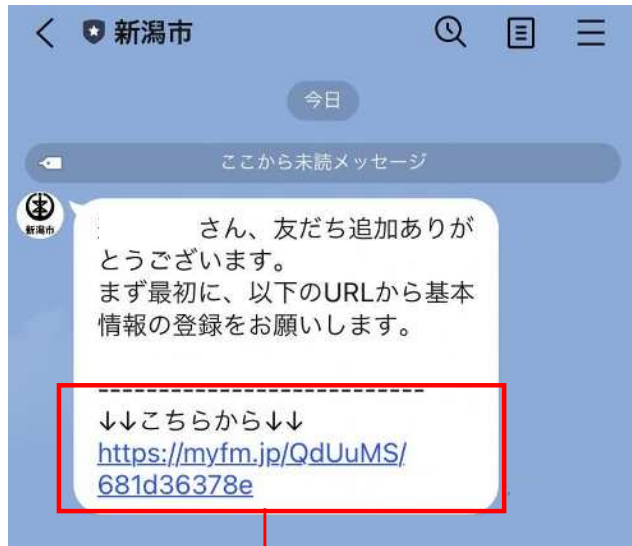 新潟市
今日
ここから未読メッセージ
新潟市
さん、友だち追加ありが
とうございます。
まず最初に、以下のURLから基本
情報の登録をお願いします。
---------------------------
↓↓こちらから↓↓
https://myfm.jp/QdUuMS/
681d36378e